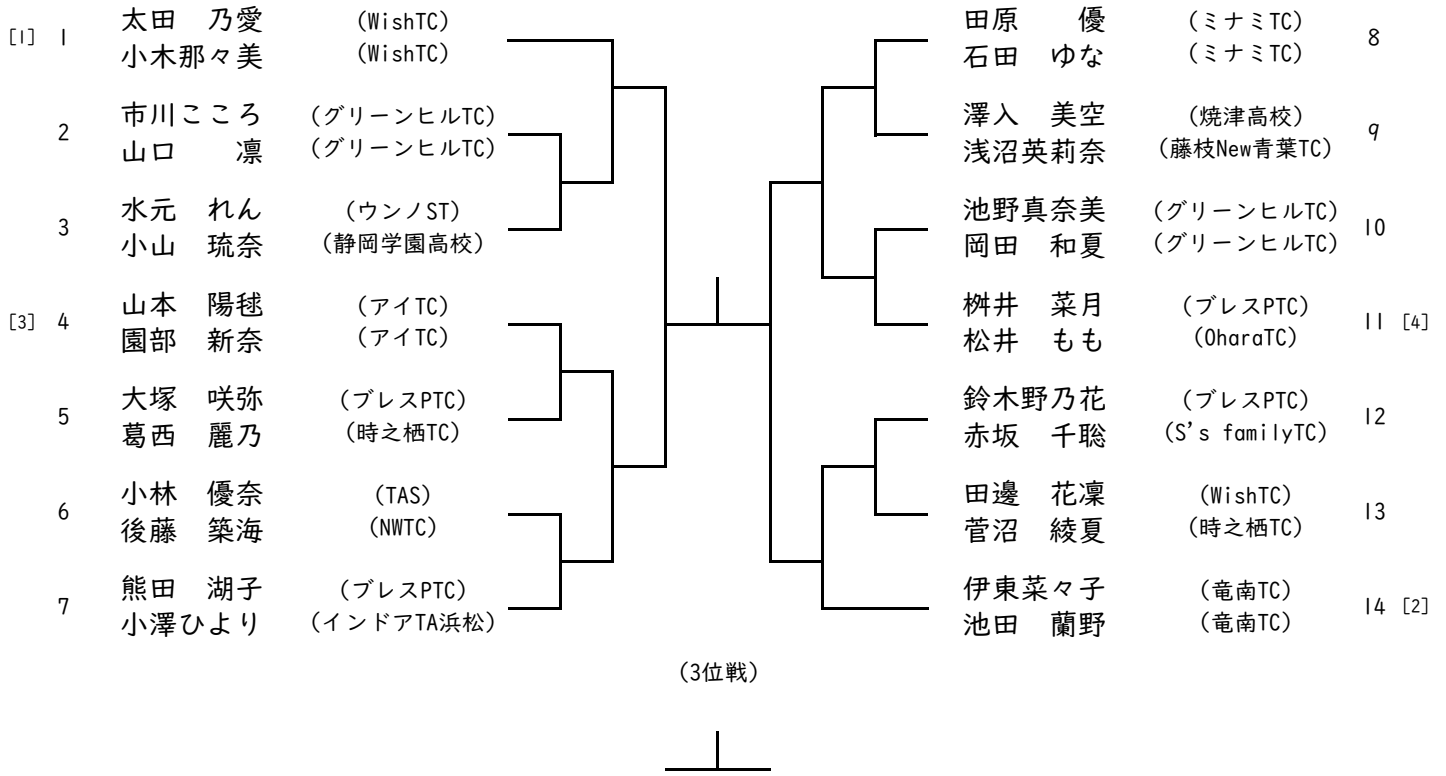 [1] 1 太田　乃愛 (WishTC)
小木那々美 (WishTC)
2 市川こころ (グリーンヒルTC)
山口　　凛 (グリーンヒルTC)
3 水元　れん (ウンノST)
小山　琉奈 (静岡学園高校)
[3] 4 山本　陽毬 (アイTC)
園部　新奈 (アイTC)
5 大塚　咲弥 (ブレスPTC)
葛西　麗乃 (時之栖TC)
6 小林　優奈 (TAS)
後藤　築海 (NWTC)
7 熊田　湖子 (ブレスPTC)
小澤ひより (インドアTA浜松)
田原　　優 (ミナミTC) 8
石田　ゆな (ミナミTC)
澤入　美空 (焼津高校) 9
浅沼英莉奈 (藤枝New青葉TC)
池野真奈美 (グリーンヒルTC) 10
岡田　和夏 (グリーンヒルTC)
桝井　菜月 (ブレスPTC) 11 [4]
松井　もも (OharaTC)
鈴木野乃花 (ブレスPTC) 12
赤坂　千聡 (S's familyTC)
田邊　花凜 (WishTC) 13
菅沼　綾夏 (時之栖TC)
伊東菜々子 (竜南TC) 14 [2]
池田　蘭野 (竜南TC)
(3位戦)